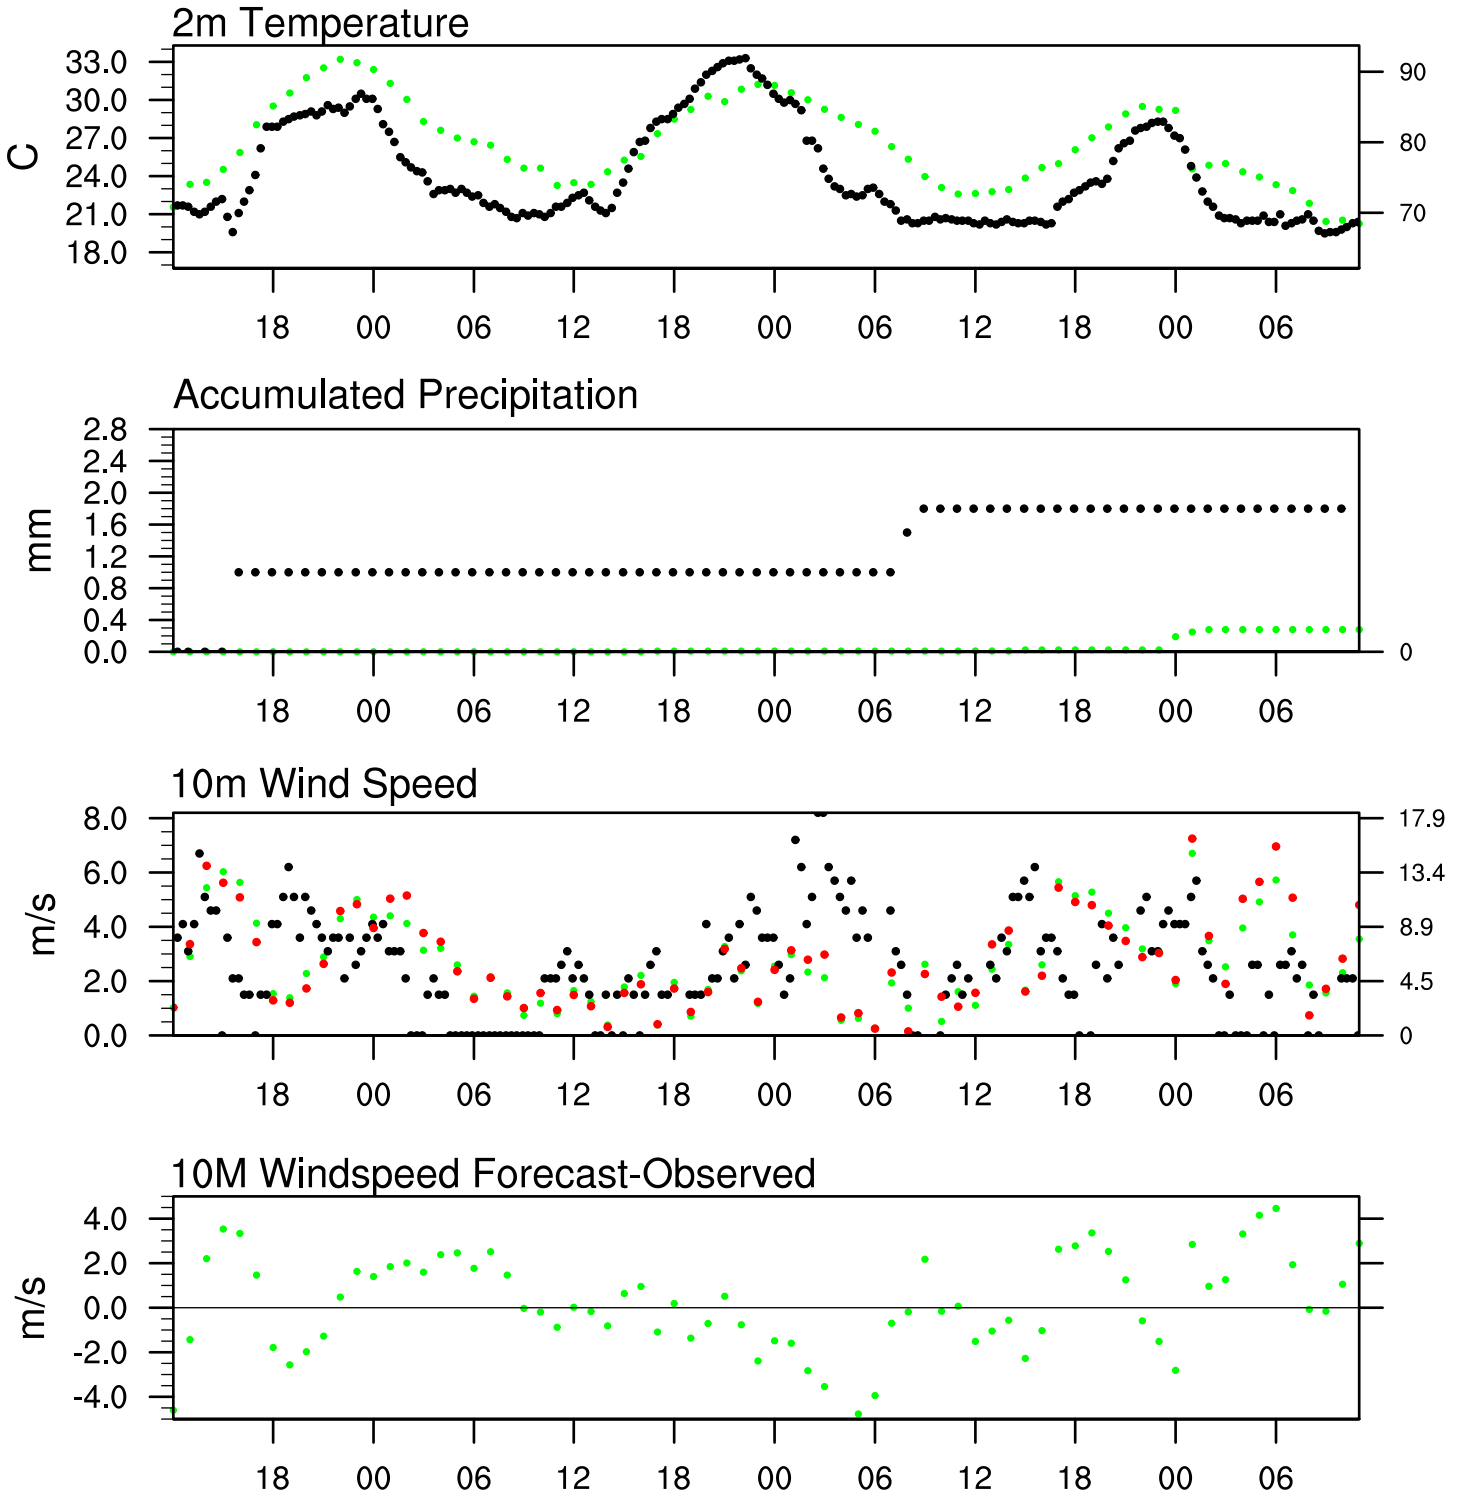 2m Temperature
33.0
30.0
27.0
24.0
21.0
18.0
C
90
80
70
18 00 06 12 18 00 06 12 18 00 06
Accumulated Precipitation
2.8
2.4
2.0
1.6
1.2
0.8
0.4
0.0
mm
0
18 00 06 12 18 00 06 12 18 00 06
10m Wind Speed
8.0
6.0
4.0
2.0
0.0
m/s
17.9
13.4
8.9
4.5
0
18 00 06 12 18 00 06 12 18 00 06
10M Windspeed Forecast-Observed
4.0
2.0
0.0
-2.0
-4.0
m/s
18 00 06 12 18 00 06 12 18 00 06